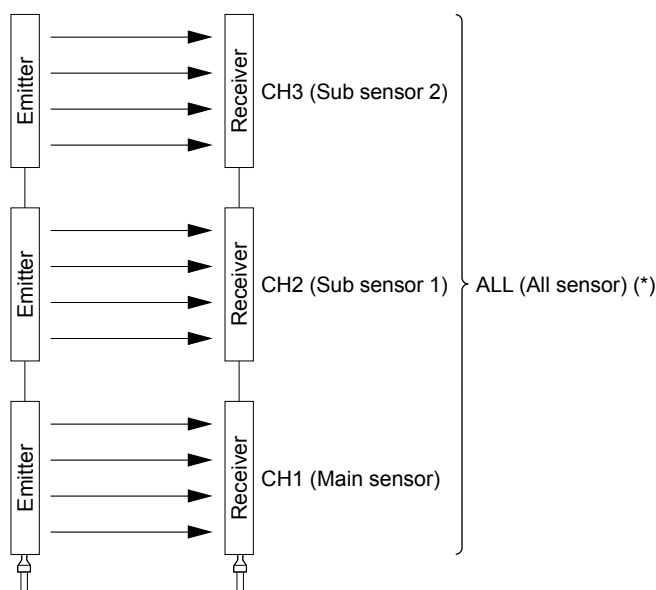 Emitter
Receiver
CH3 (Sub sensor 2)
Emitter
Receiver
CH2 (Sub sensor 1)
ALL (All sensor) (*)
Emitter
Receiver
CH1 (Main sensor)